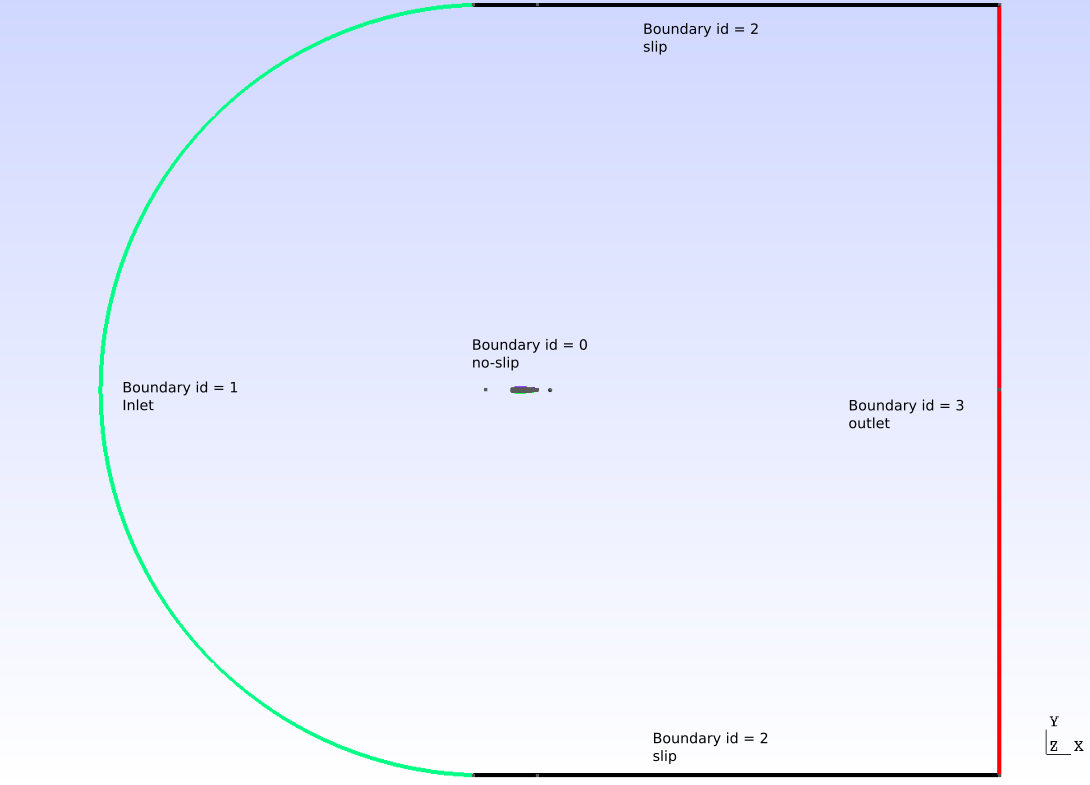 Boundary id = 2
slip
Boundary id = 0
no-slip
Boundary id = 1
Inlet
Boundary id = 3
outlet
Boundary id = 2
slip
Y
Z X